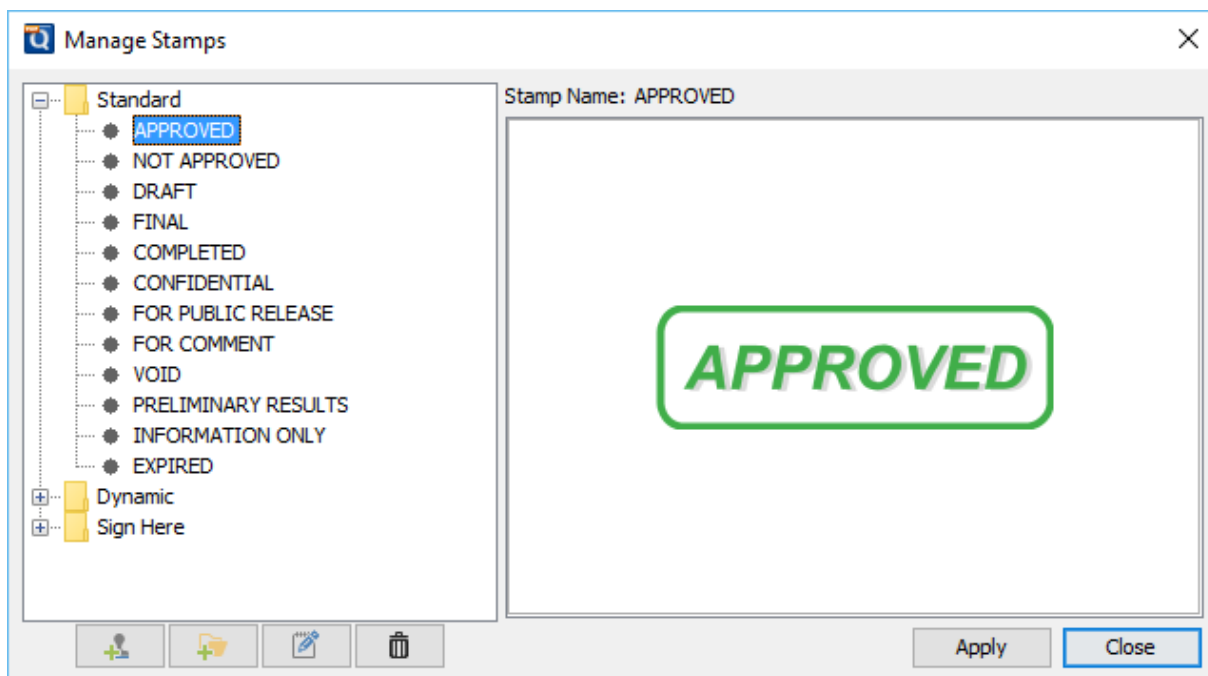 Manage Stamps
Standard
APPROVED
NOT APPROVED
DRAFT
FINAL
COMPLETED
CONFIDENTIAL
FOR PUBLIC RELEASE
FOR COMMENT
VOID
PRELIMINARY RESULTS
INFORMATION ONLY
EXPIRED
Dynamic
Sign Here
Stamp Name: APPROVED
APPROVED
Apply
Close